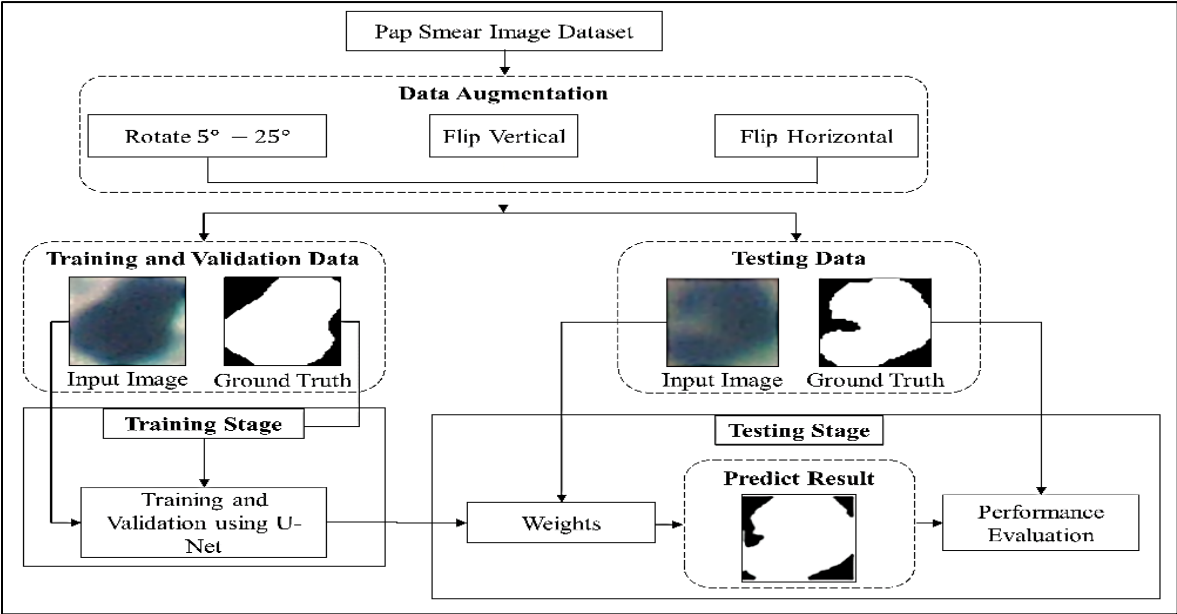 Pap Smear Image Dataset
Data Augmentation
Rotate 5° – 25°
Flip Vertical
Flip Horizontal
Training and Validation Data
Input Image
Ground Truth
Testing Data
Input Image
Ground Truth
Training Stage
Training and
Validation using U-
Net
Testing Stage
Weights
Predict Result
Performance
Evaluation